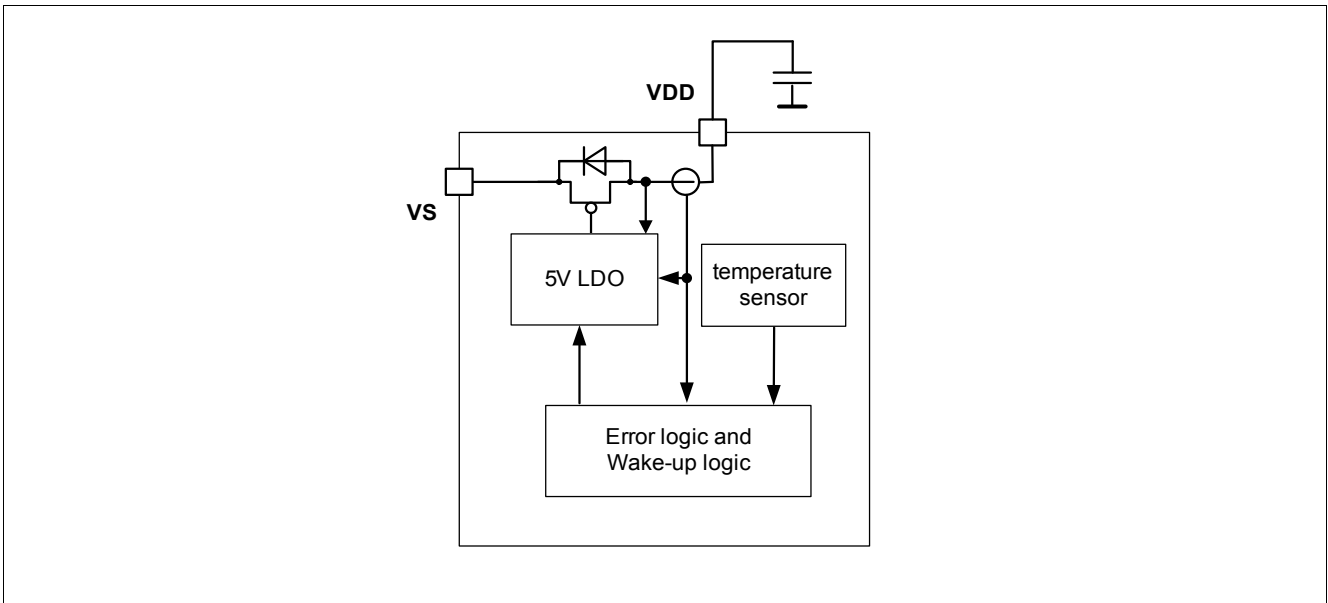 VDD
VS
5V LDO
temperature
sensor
Error logic and
Wake-up logic